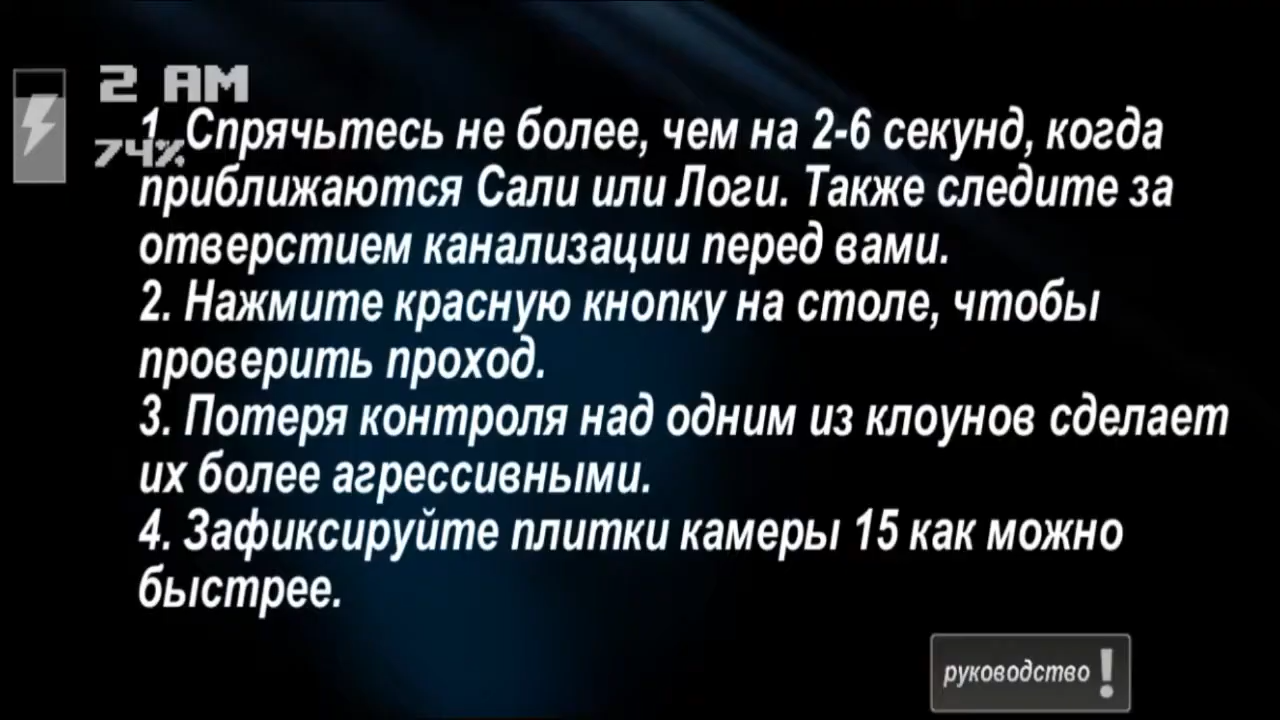 2 AM
74%
1. Спрячьтесь не более, чем на 2-6 секунд, когда
приближаются Сали или Логи. Также следите за
отверстием канализации перед вами.
2. Нажмите красную кнопку на столе, чтобы
проверить проход.
3. Потеря контроля над одним из клоунов сделает
их более агрессивными.
4. Зафиксируйте плитки камеры 15 как можно
быстрее.
руководство !